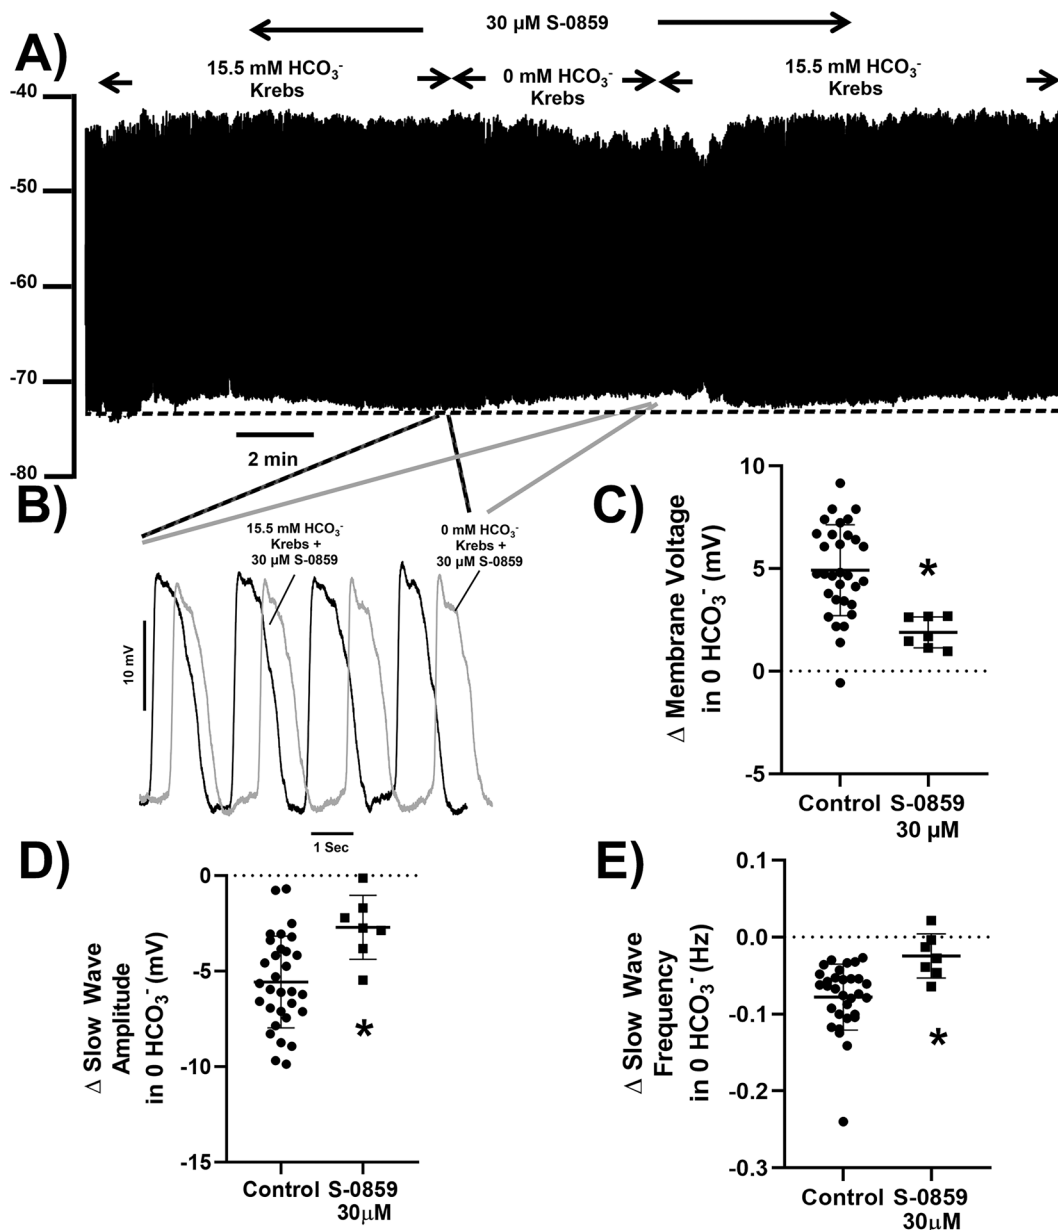 30 µM S-0859
A)
15.5 mM HCO₃⁻
Krebs
0 mM HCO₃⁻
Krebs
15.5 mM HCO₃⁻
Krebs
-40
-50
-60
-70
-80
2 min
B)
15.5 mM HCO₃⁻
Krebs +
30 µM S-0859
0 mM HCO₃⁻
Krebs +
30 µM S-0859
10 mV
1 Sec
C)
Δ Membrane Voltage
in 0 HCO₃⁻ (mV)
10
5
0
-5
*
Control S-0859
30 µM
D)
Δ Slow Wave
Amplitude
in 0 HCO₃⁻ (mV)
0
-5
-10
-15
*
Control S-0859
30µM
E)
Δ Slow Wave
Frequency
in 0 HCO₃⁻ (Hz)
0.1
0.0
-0.1
-0.2
-0.3
*
Control S-0859
30µM